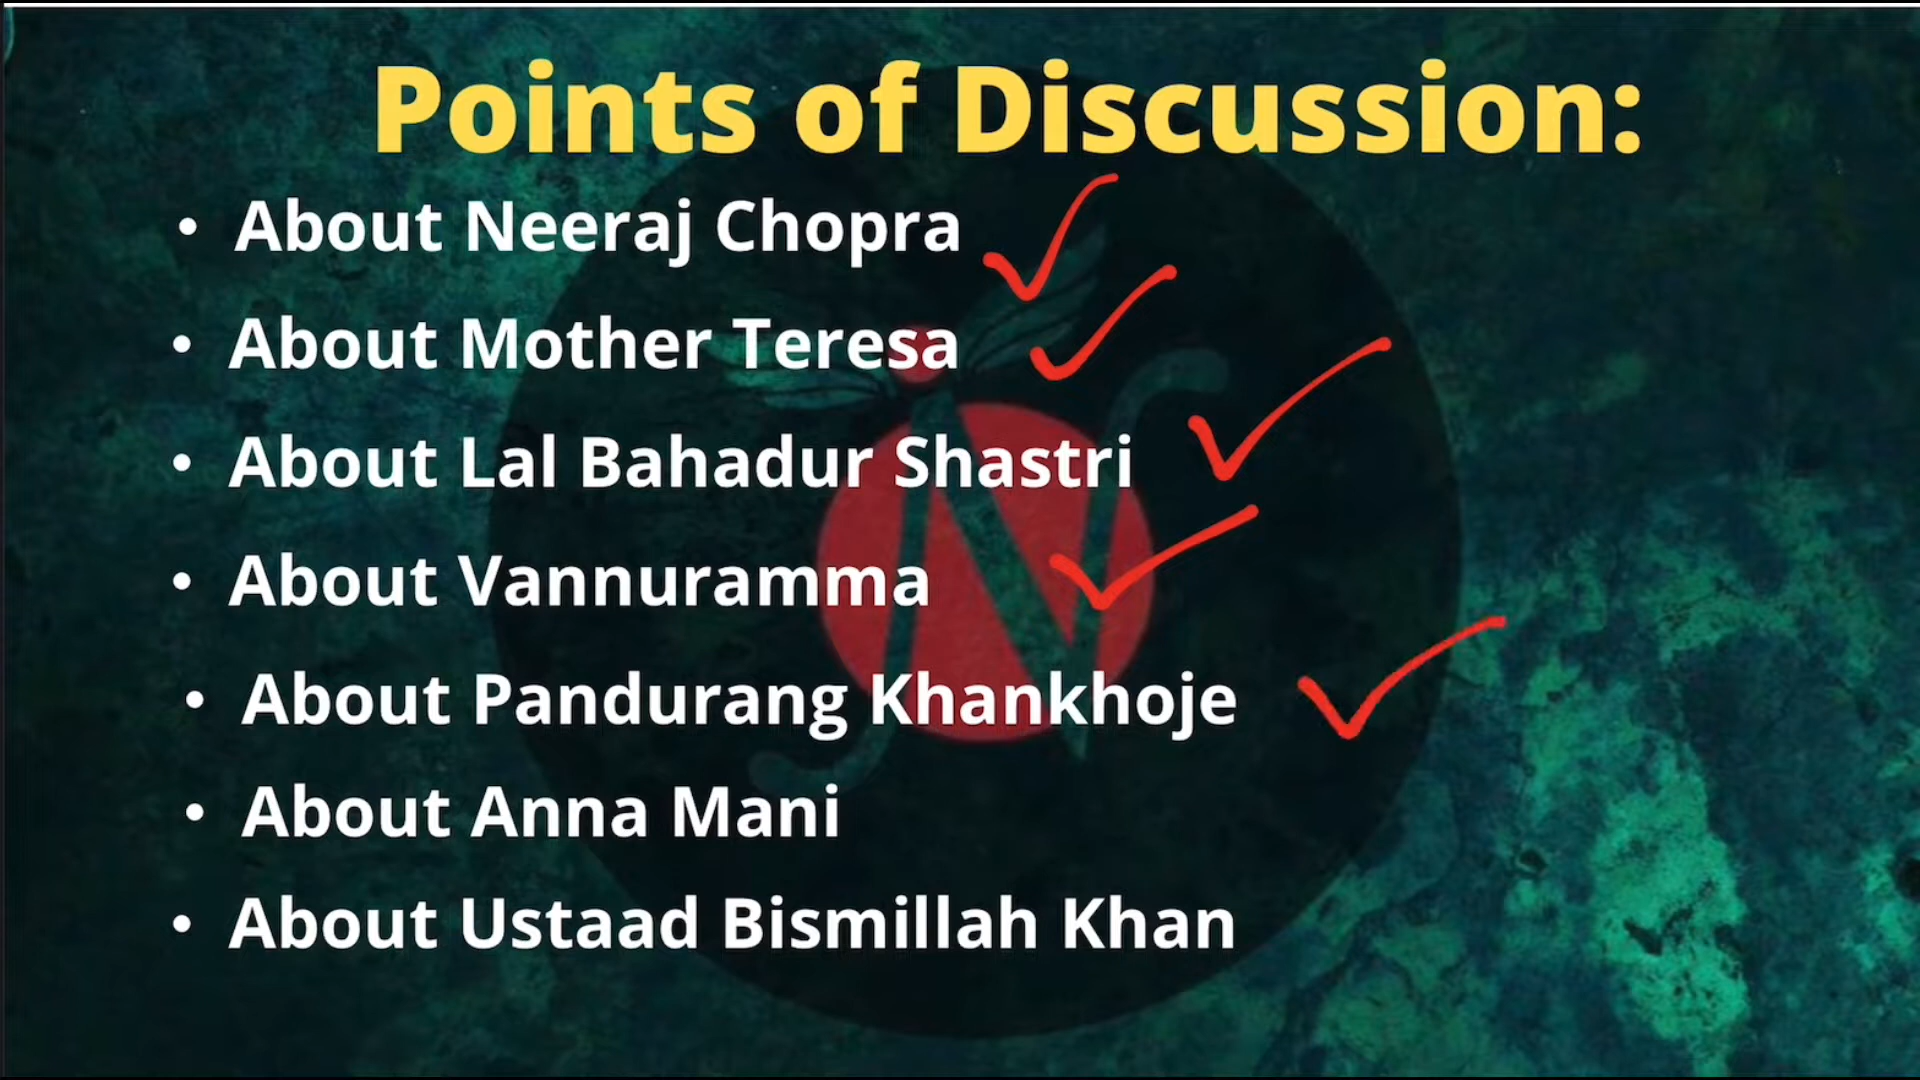 Points of Discussion:
• About Neeraj Chopra
• About Mother Teresa
• About Lal Bahadur Shastri
• About Vannuramma
• About Pandurang Khankhoje
• About Anna Mani
• About Ustaad Bismillah Khan